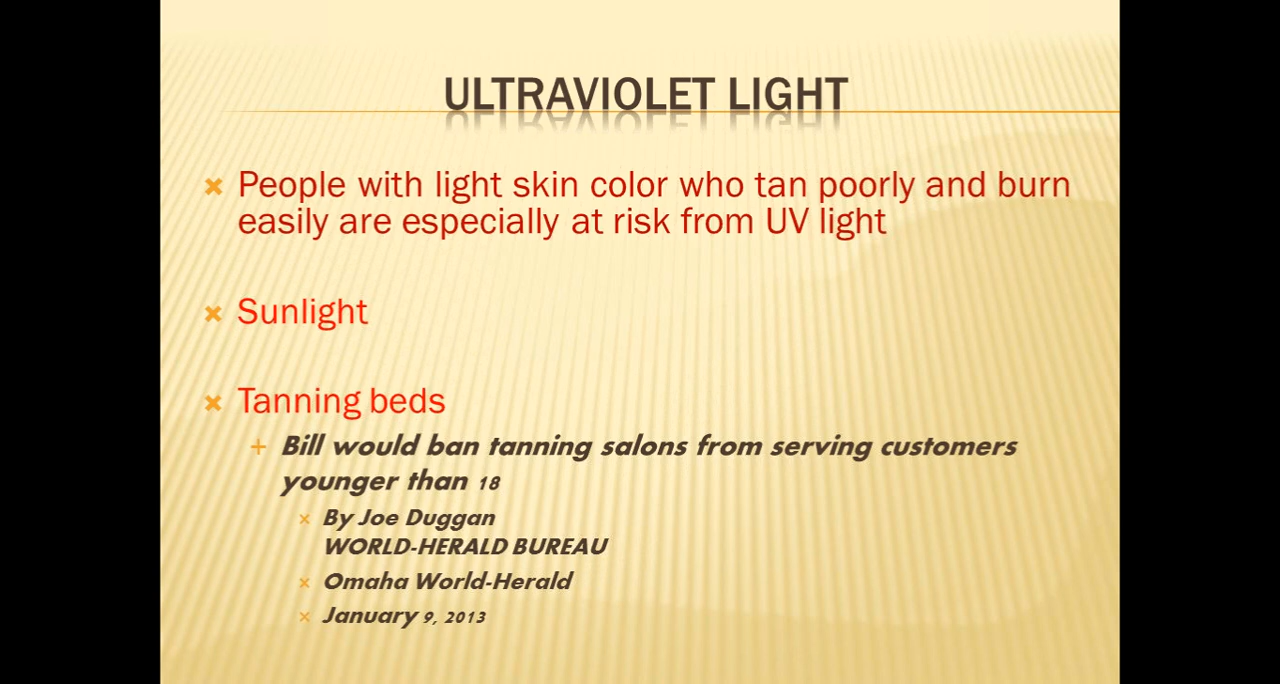 ULTRAVIOLET LIGHT
People with light skin color who tan poorly and burn
easily are especially at risk from UV light
Sunlight
Tanning beds
Bill would ban tanning salons from serving customers
younger than 18
By Joe Duggan
WORLD-HERALD BUREAU
Omaha World-Herald
January 9, 2013